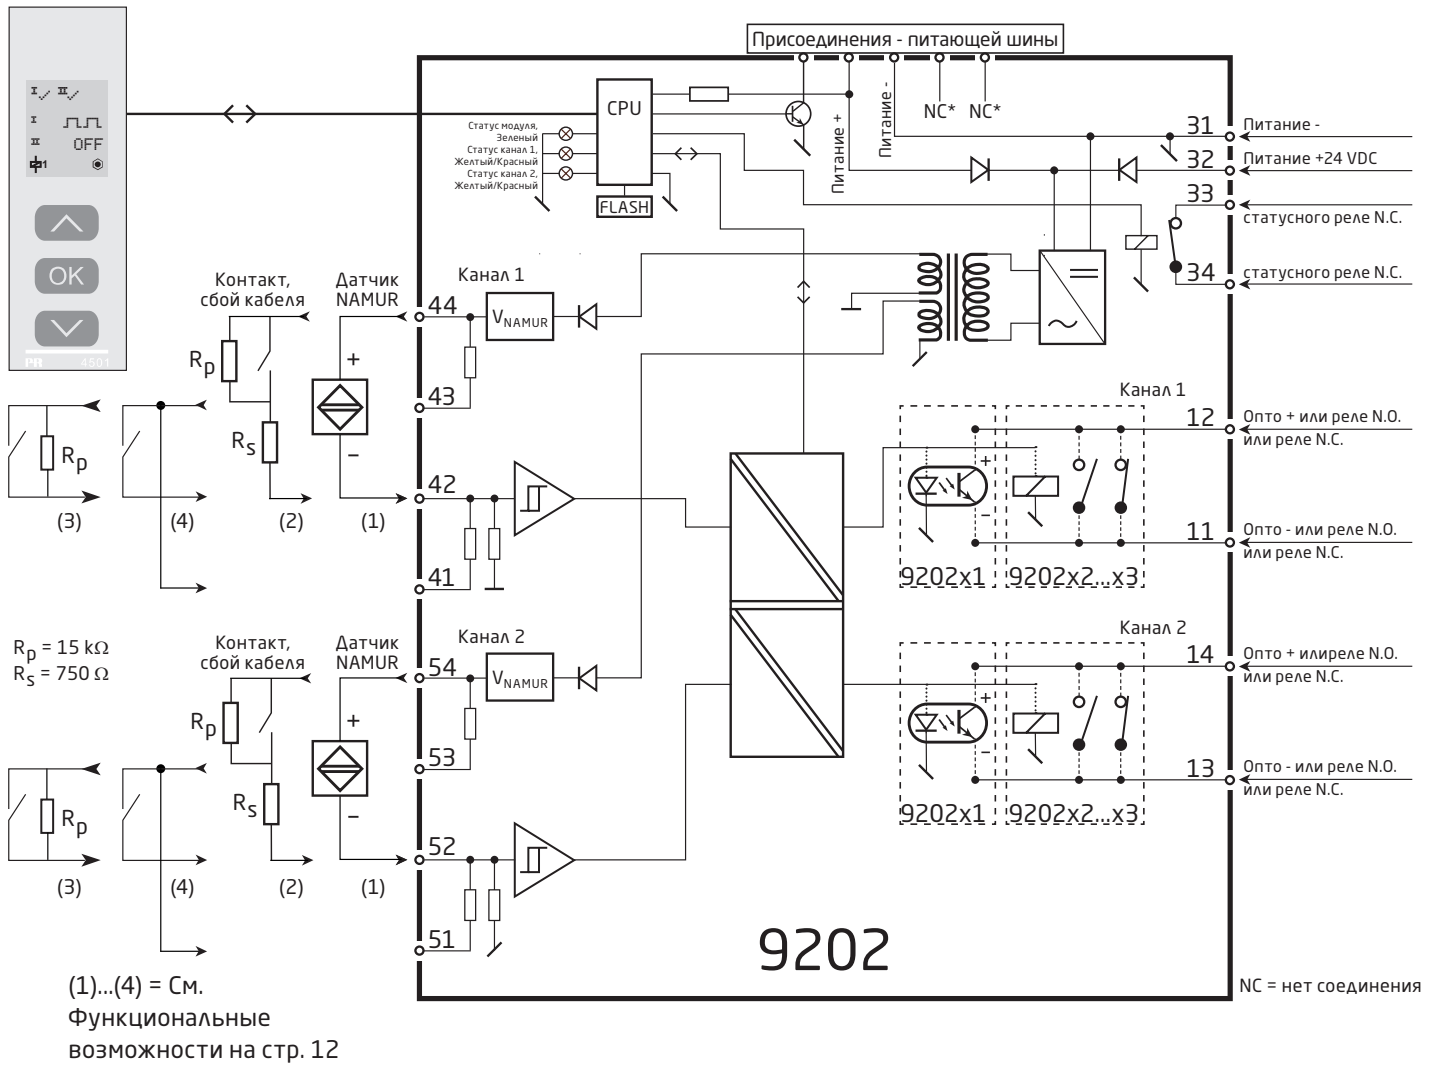 Присоединения - питающей шины
I II
I
II OFF
1
OK
PR 4501
CPU
FLASH
Статус модуля,
Зеленый
Статус канал 1,
Желтый/Красный
Статус канал 2,
Желтый/Красный
Питание +
Питание -
NC* NC*
31 Питание -
32 Питание +24 VDC
33
статусного реле N.C.
34 статусного реле N.C.
Контакт,
сбой кабеля
Датчик
NAMUR
Канал 1
44
VNAMUR
43
42
41
Rp
Rs
Rp
+
−
(3) (4) (2) (1)
Канал 1
12 Опто + или реле N.O.
или реле N.C.
+
−
11 Опто - или реле N.O.
или реле N.C.
9202x1 9202x2...x3
Rp = 15 kΩ
Rs = 750 Ω
Контакт,
сбой кабеля
Датчик
NAMUR
Канал 2
54
VNAMUR
53
52
51
Rp
Rs
Rp
+
−
(3) (4) (2) (1)
Канал 2
14 Опто + илиреле N.O.
или реле N.C.
+
−
13 Опто - или реле N.O.
или реле N.C.
9202x1 9202x2...x3
9202
NC = нет соединения
(1)...(4) = См.
Функциональные
возможности на стр. 12